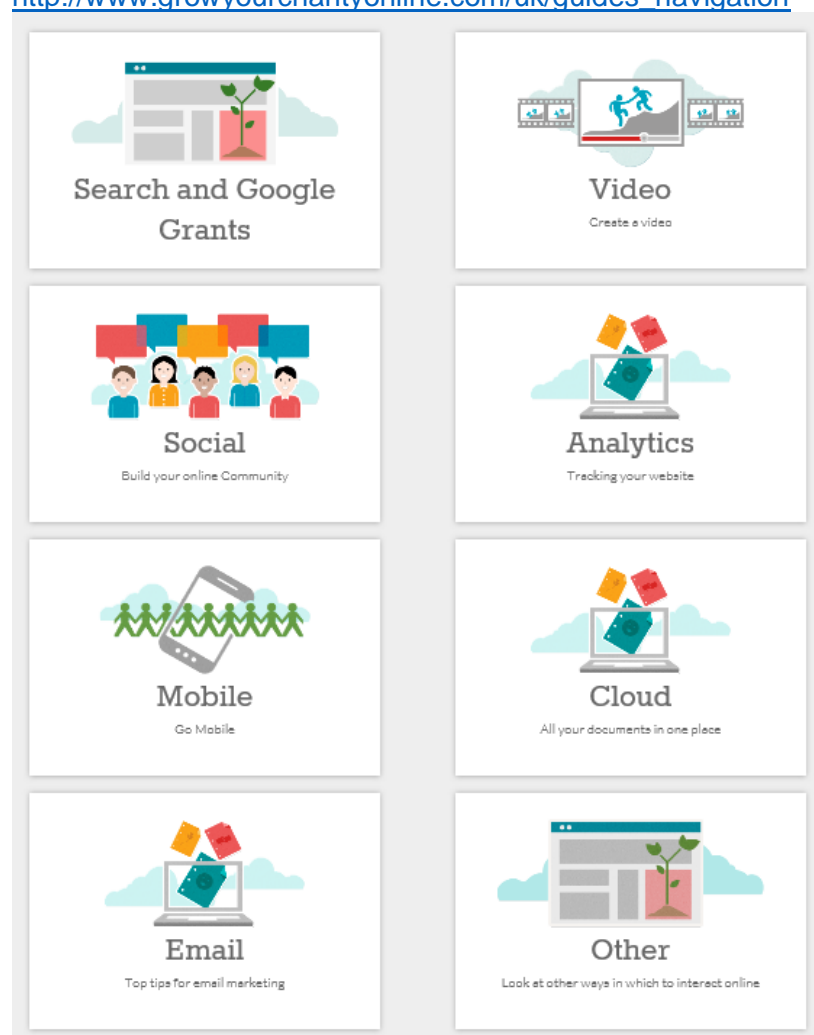 http://www.growyourcharityonline.com/uk/guides_navigation
Search and Google
Grants
Video
Create a video
Social
Build your online Community
Analytics
Tracking your website
Mobile
Go Mobile
Cloud
All your documents in one place
Email
Top tips for email marketing
Other
Look at other ways in which to interact online